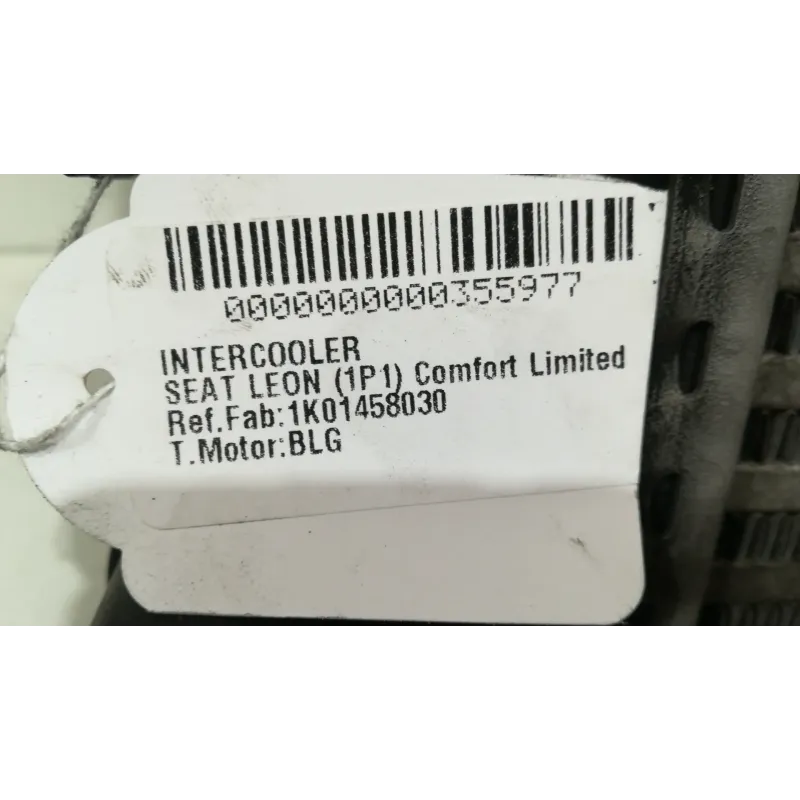 0000000000355977
INTERCOOLER
SEAT LEON (1P1) Comfort Limited
Ref.Fab:1K01458030
T.Motor:BLG